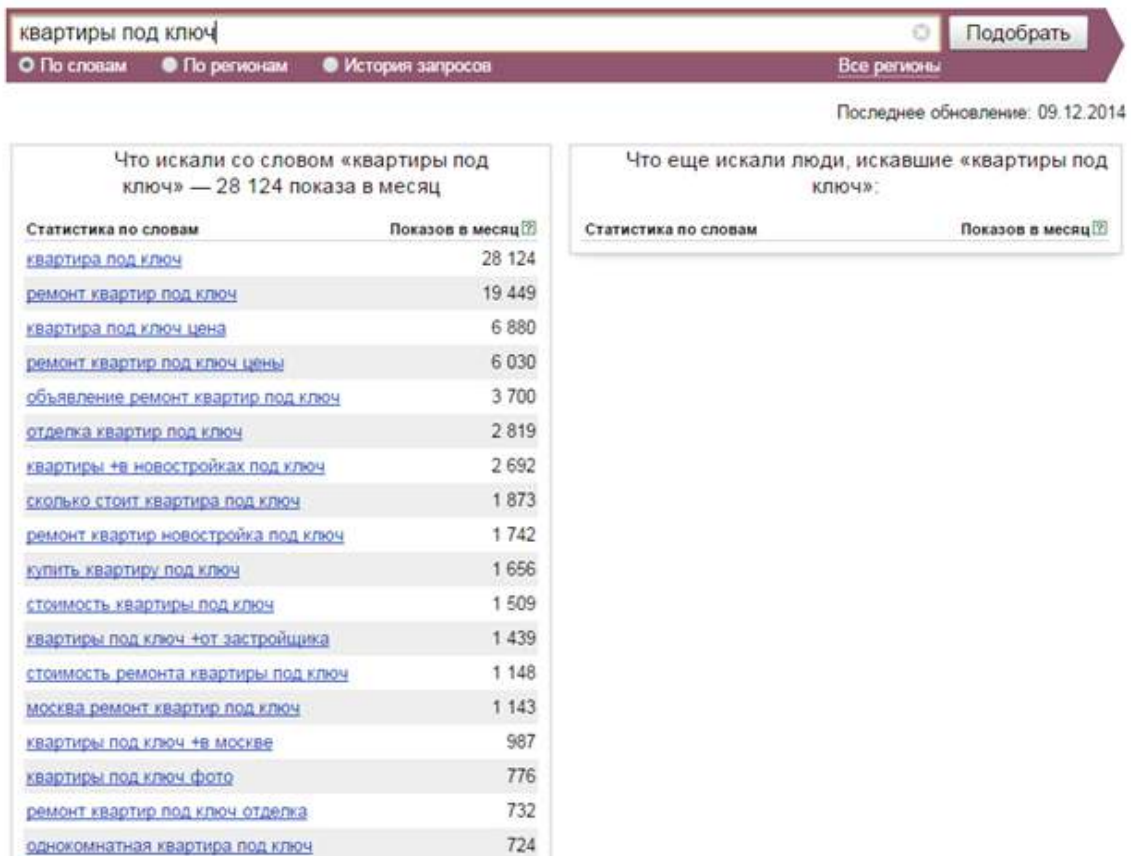 квартиры под ключ
Подобрать
По словам По регионам История запросов Все регионы
Последнее обновление: 09.12.2014
Что искали со словом «квартиры под
ключ» — 28 124 показа в месяц
Статистика по словам Показов в месяц ?
квартира под ключ 28 124
ремонт квартир под ключ 19 449
квартира под ключ цена 6 880
ремонт квартир под ключ цены 6 030
объявление ремонт квартир под ключ 3 700
отделка квартир под ключ 2 819
квартиры +в новостройках под ключ 2 692
сколько стоит квартира под ключ 1 873
ремонт квартир новостройка под ключ 1 742
купить квартиру под ключ 1 656
стоимость квартиры под ключ 1 509
квартиры под ключ +от застройщика 1 439
стоимость ремонта квартиры под ключ 1 148
москва ремонт квартир под ключ 1 143
квартиры под ключ +в москве 987
квартиры под ключ фото 776
ремонт квартир под ключ отделка 732
однокомнатная квартира под ключ 724
Что еще искали люди, искавшие «квартиры под
ключ»:
Статистика по словам Показов в месяц ?